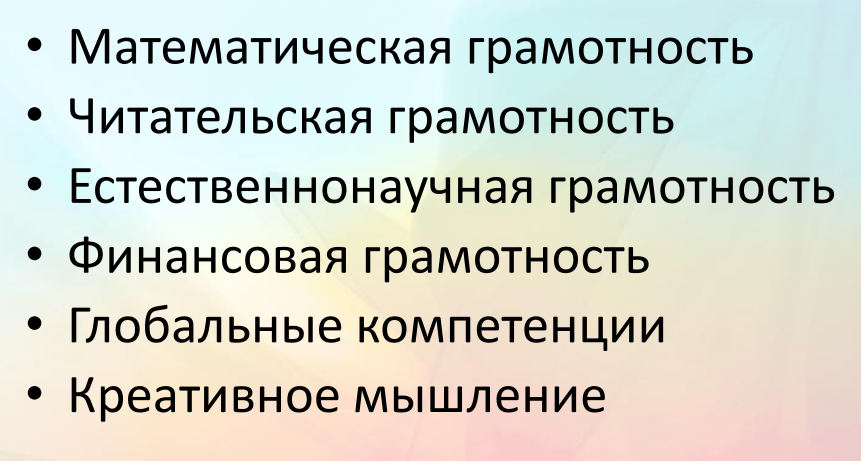 • Математическая грамотность
• Читательская грамотность
• Естественнонаучная грамотность
• Финансовая грамотность
• Глобальные компетенции
• Креативное мышление